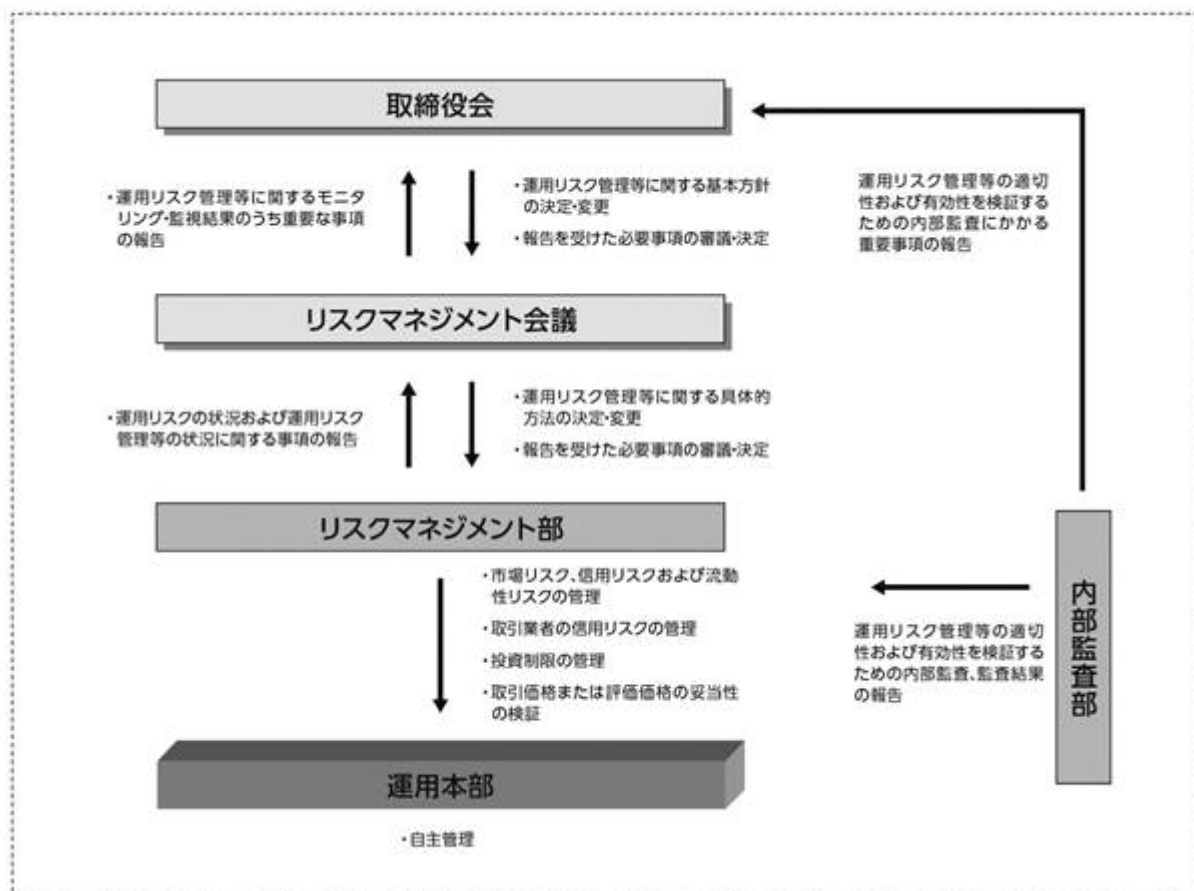 取締役会
・運用リスク管理等に関するモニタ
リング・監視結果のうち重要な事項
の報告
・運用リスク管理等に関する基本方針
の決定・変更
・報告を受けた必要事項の審議・決定
運用リスク管理等の適切
性および有効性を検証する
ための内部監査にかかる
重要事項の報告
リスクマネジメント会議
・運用リスクの状況および運用リスク
管理等の状況に関する事項の報告
・運用リスク管理等に関する具体的
方法の決定・変更
・報告を受けた必要事項の審議・決定
リスクマネジメント部
・市場リスク、信用リスクおよび流動
性リスクの管理
・取引業者の信用リスクの管理
・投資制限の管理
・取引価格または評価価格の妥当性
の検証
運用リスク管理等の適切
性および有効性を検証する
ための内部監査、監査結果
の報告
内部監査部
運用本部
・自主管理